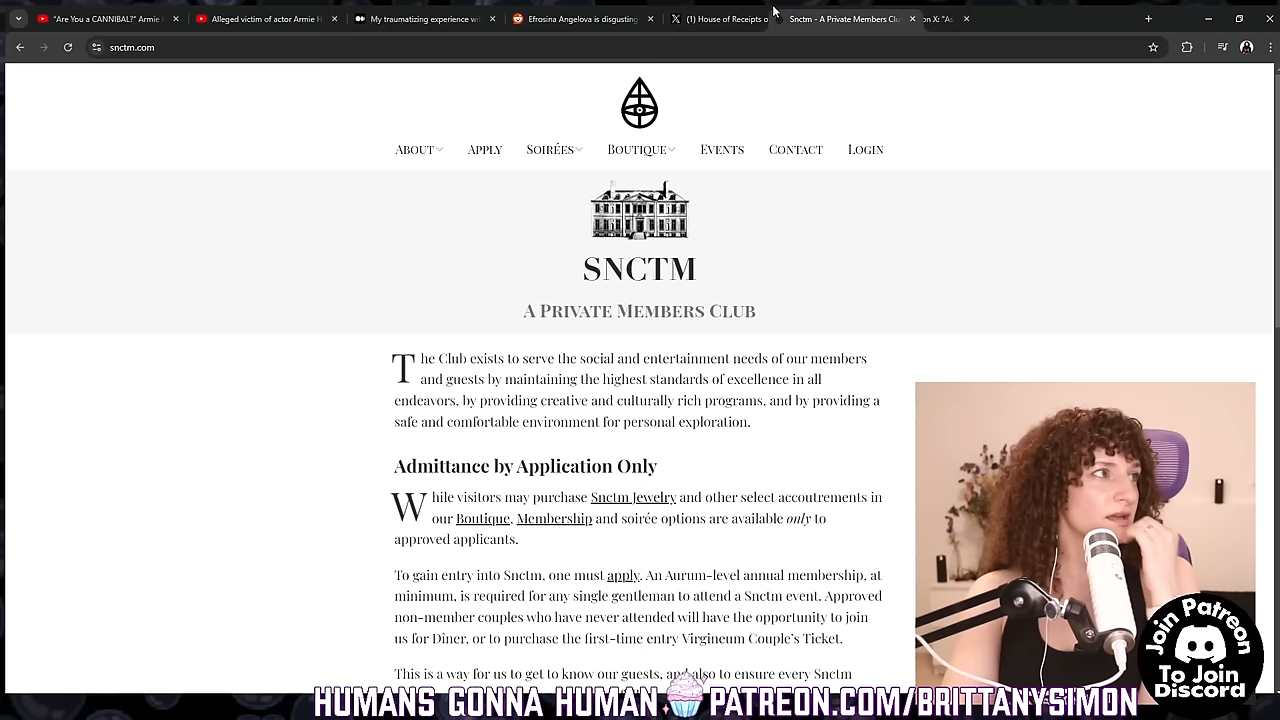 "Are You a CANNIBAL?" Armie
Alleged victim of actor Armie H
My traumatizing experience wi
Efrosina Angelova is disgusting
(1) House of Receipts o
Snctm - A Private Members Clu
on X: "As
snctm.com
ABOUT
APPLY
SOIRÉES
BOUTIQUE
EVENTS
CONTACT
LOGIN
SNCTM
A PRIVATE MEMBERS CLUB
The Club exists to serve the social and entertainment needs of our members
and guests by maintaining the highest standards of excellence in all
endeavors, by providing creative and culturally rich programs, and by providing a
safe and comfortable environment for personal exploration.
Admittance by Application Only
While visitors may purchase Snctm Jewelry and other select accoutrements in
our Boutique, Membership and soirée options are available only to
approved applicants.
To gain entry into Snctm, one must apply. An Aurum-level annual membership, at
minimum, is required for any single gentleman to attend a Snctm event. Approved
non-member couples who have never attended will have the opportunity to join
us for Dîner, or to purchase the first-time entry Virgineum Couple's Ticket.
This is a way for us to get to know our guests, and also to ensure every Snctm
Join Patreon
To Join
Discord
HUMANS GONNA HUMAN PATREON.COM/BRITTANYSIMON